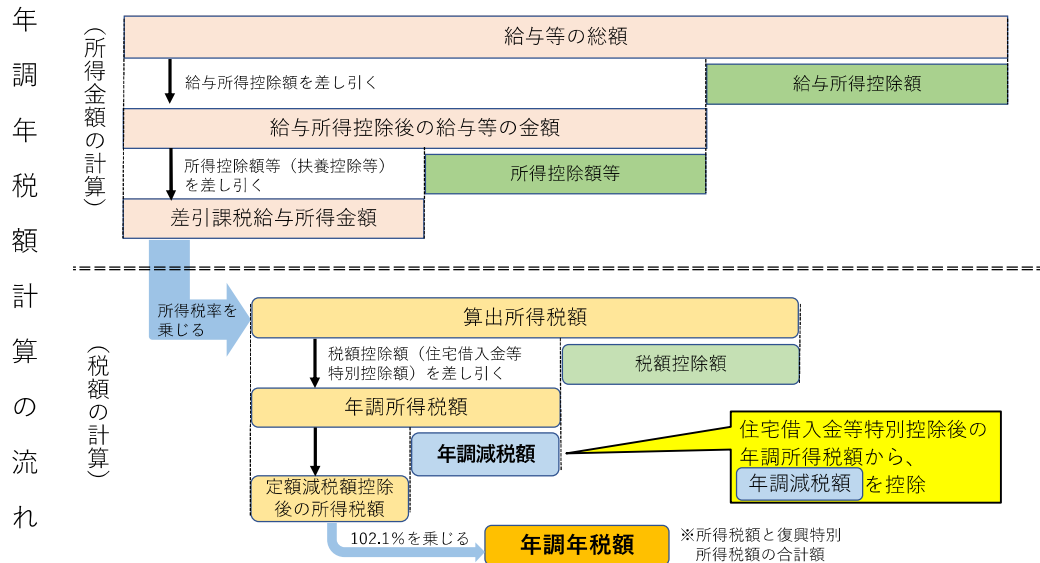 年調年税額計算の流れ
(所得金額の計算)
給与等の総額
給与所得控除額を差し引く
給与所得控除額
給与所得控除後の給与等の金額
所得控除額等(扶養控除等)
を差し引く
所得控除額等
差引課税給与所得金額
所得税率を
乗じる
(税額の計算)
算出所得税額
税額控除額(住宅借入金等
特別控除額)を差し引く
税額控除額
年調所得税額
年調減税額
住宅借入金等特別控除後の
年調所得税額から、
年調減税額を控除
定額減税額控除
後の所得税額
102.1%を乗じる
年調年税額
※所得税額と復興特別
所得税額の合計額